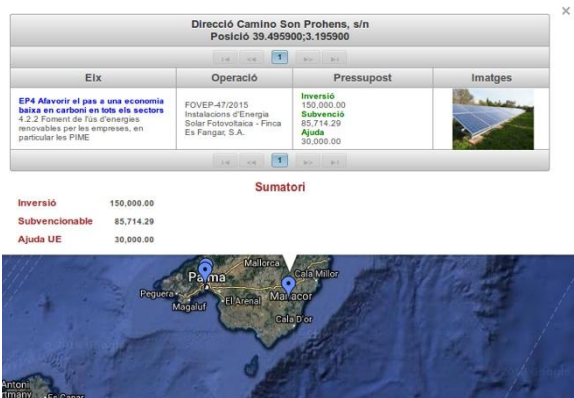 ×
Direcció Camino Son Prohens, s/n
Posició 39.495900;3.195900
1
Eix Operació Pressupost Imatges
EP4 Afavorir el pas a una economia
baixa en carboni en tots els sectors
4.2.2 Foment de l'ús d'energies
renovables per les empreses, en
particular les PIME
FOVEP-47/2015
Instalacions d'Energia
Solar Fotovoltaica - Finca
Es Fangar, S.A.
Inversió
150,000.00
Subvenció
85,714.29
Ajuda
30,000.00
1
Sumatori
Inversió 150,000.00
Subvencionable 85,714.29
Ajuda UE 30,000.00
Mallorca
Palma
Cala Millor
Peguera
Manacor
El Arenal
Magaluf
Cala D'or
Antoni
Es Canar